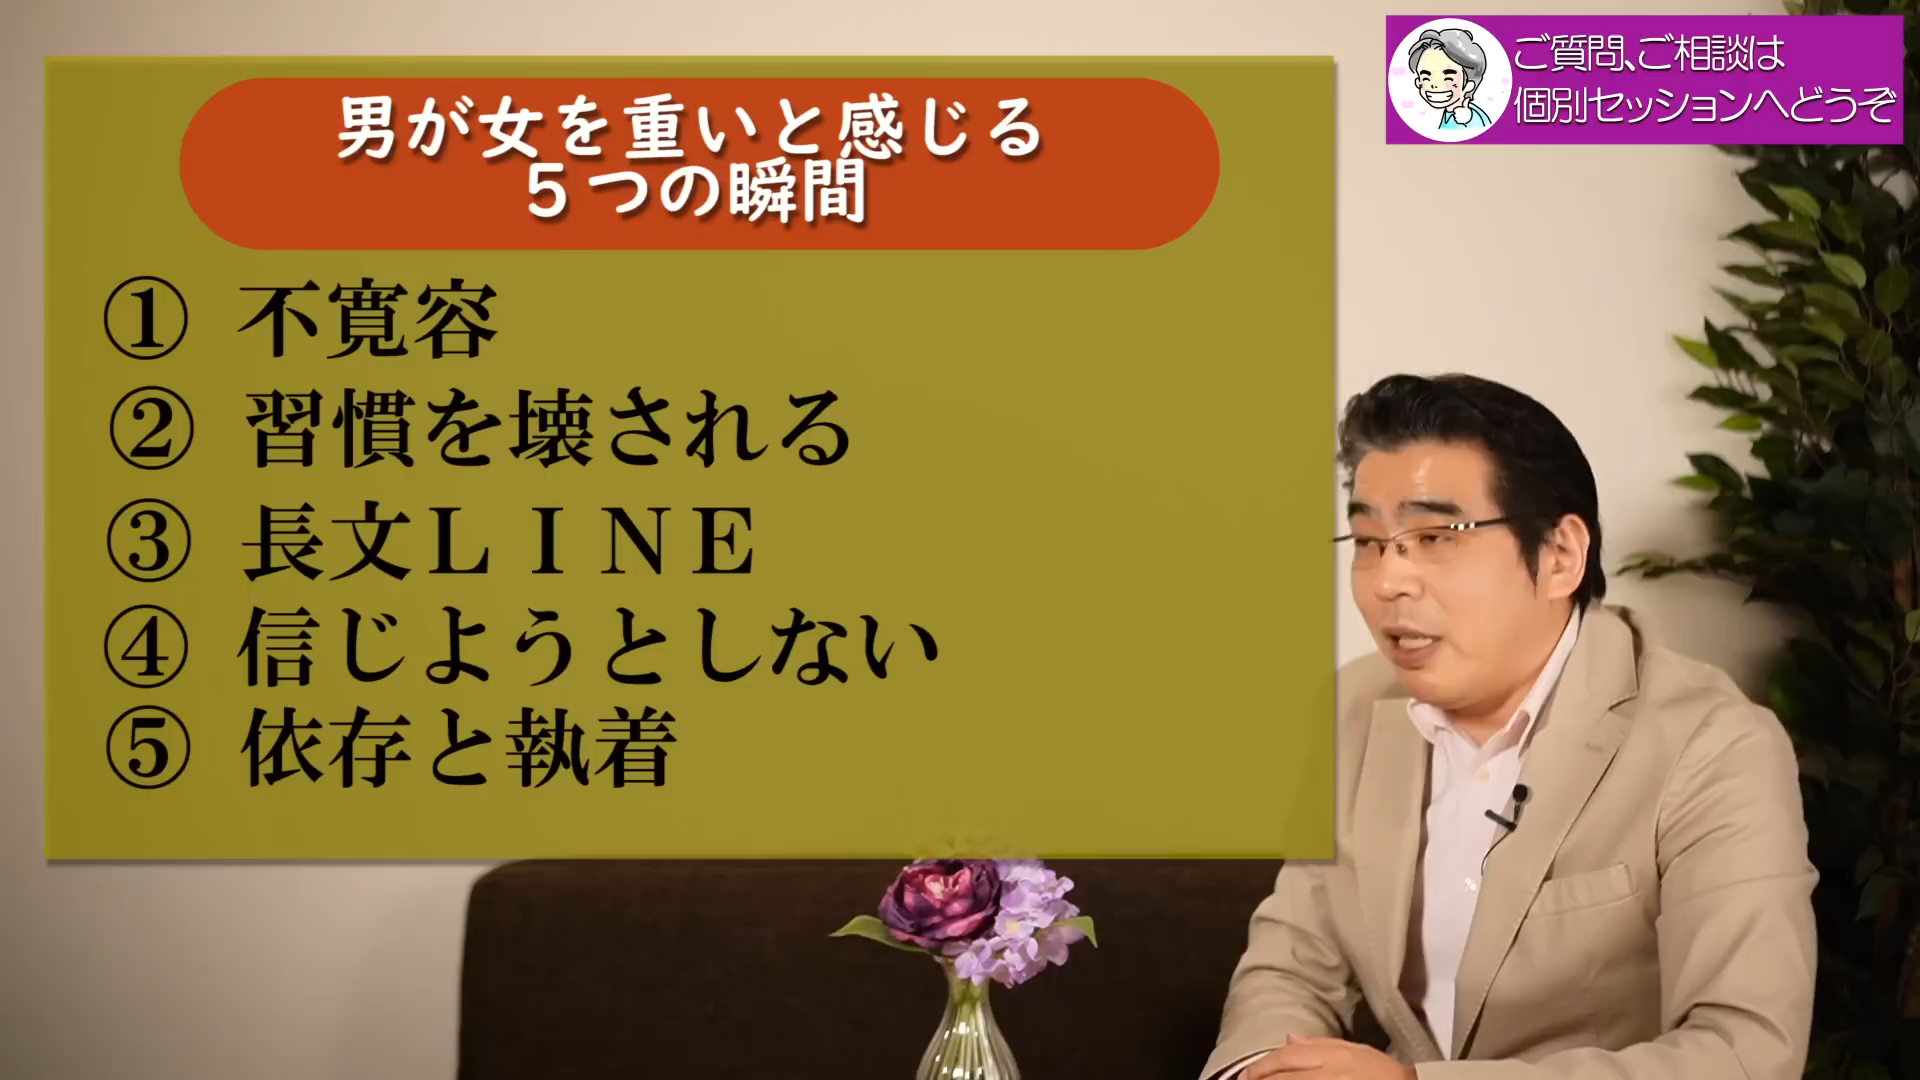 男が女を重いと感じる
５つの瞬間
① 不寛容
② 習慣を壊される
③ 長文ＬＩＮＥ
④ 信じようとしない
⑤ 依存と執着
ご質問、ご相談は
個別セッションへどうぞ